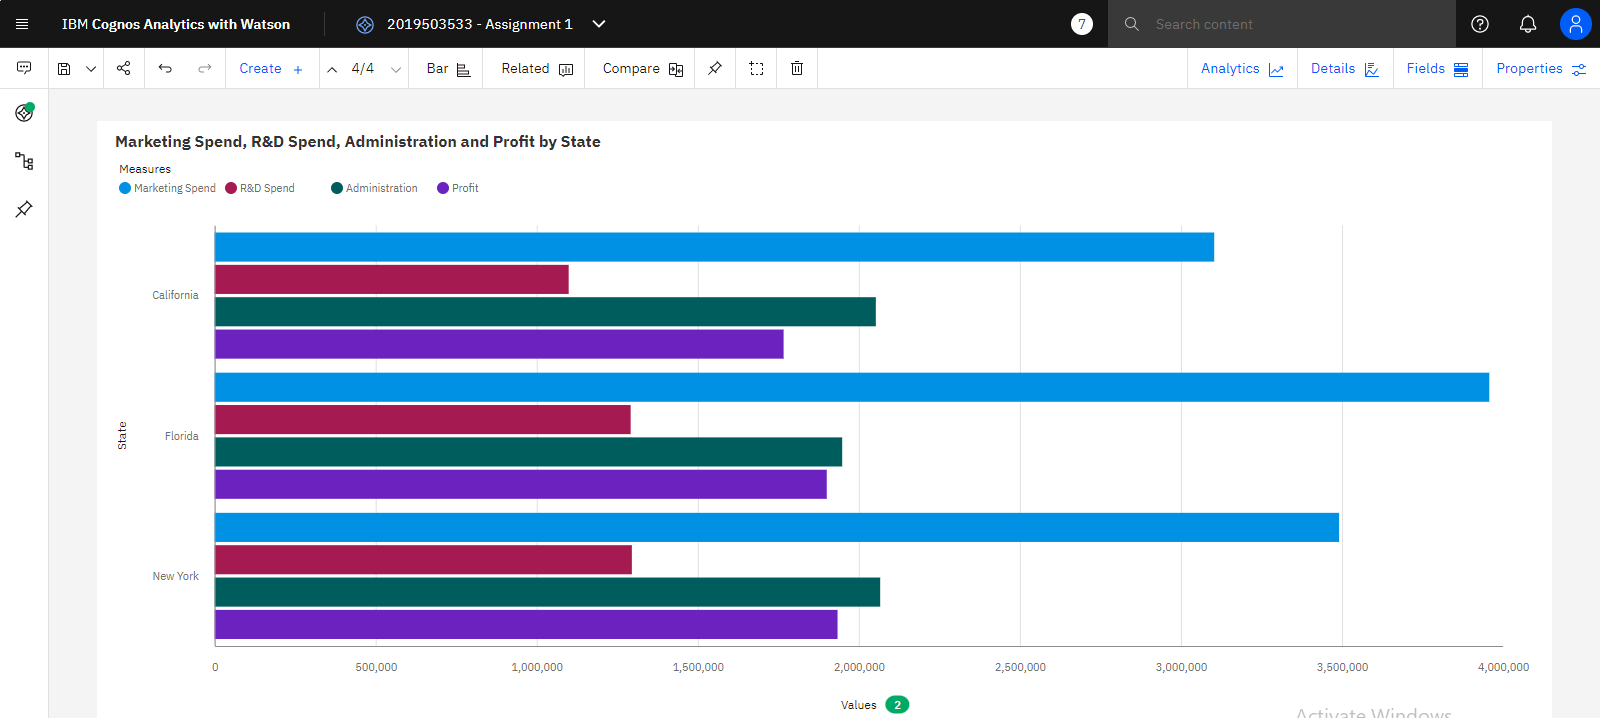 IBM Cognos Analytics with Watson
2019503533 - Assignment 1
7
Search content
Create +
4/4
Bar
Related
Compare
Analytics
Details
Fields
Properties
Marketing Spend, R&D Spend, Administration and Profit by State
Measures
Marketing Spend R&D Spend Administration Profit
State
California
Florida
New York
0 500,000 1,000,000 1,500,000 2,000,000 2,500,000 3,000,000 3,500,000 4,000,000
Values 2
Activate Windows